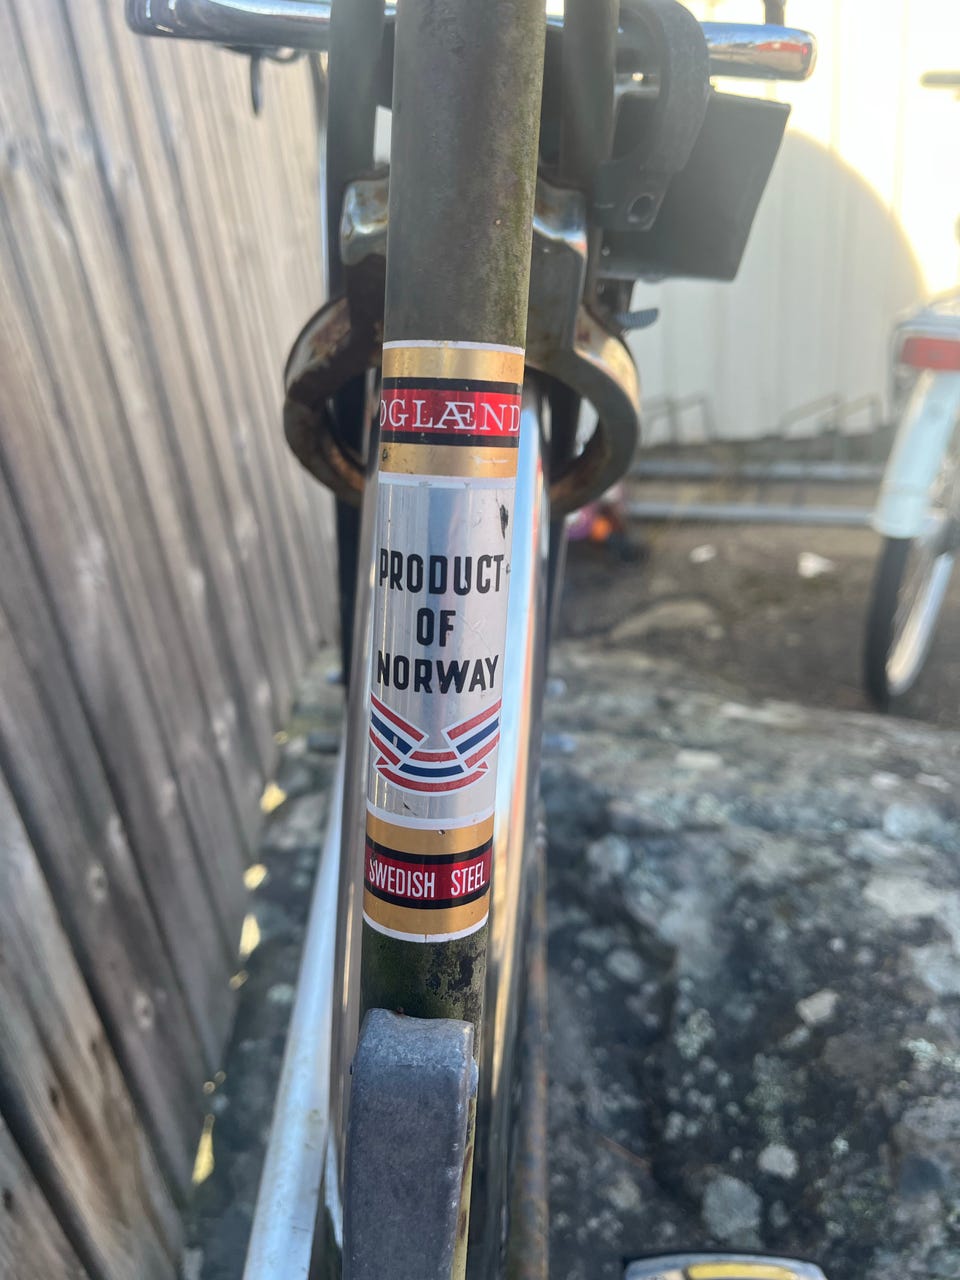 OGLÆND
PRODUCT
OF
NORWAY
SWEDISH STEEL